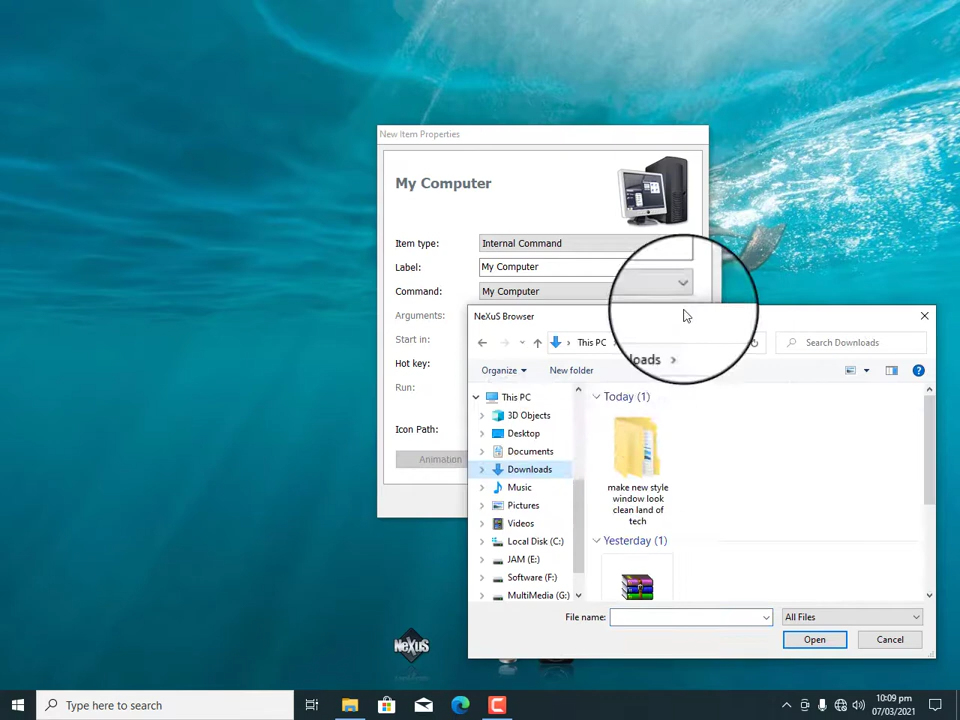 New Item Properties
My Computer
Item type:
Internal Command
Label:
My Computer
Command:
My Computer
Arguments:
Start in:
Hot key:
Run:
Icon Path:
Animation
NeXuS Browser
This PC
loads
Search Downloads
Organize
New folder
This PC
3D Objects
Desktop
Documents
Downloads
Music
Pictures
Videos
Local Disk (C:)
JAM (E:)
Software (F:)
MultiMedia (G:)
Today (1)
make new style
window look
clean land of
tech
Yesterday (1)
File name:
All Files
Open
Cancel
NeXuS
Type here to search
10:09 pm
07/03/2021